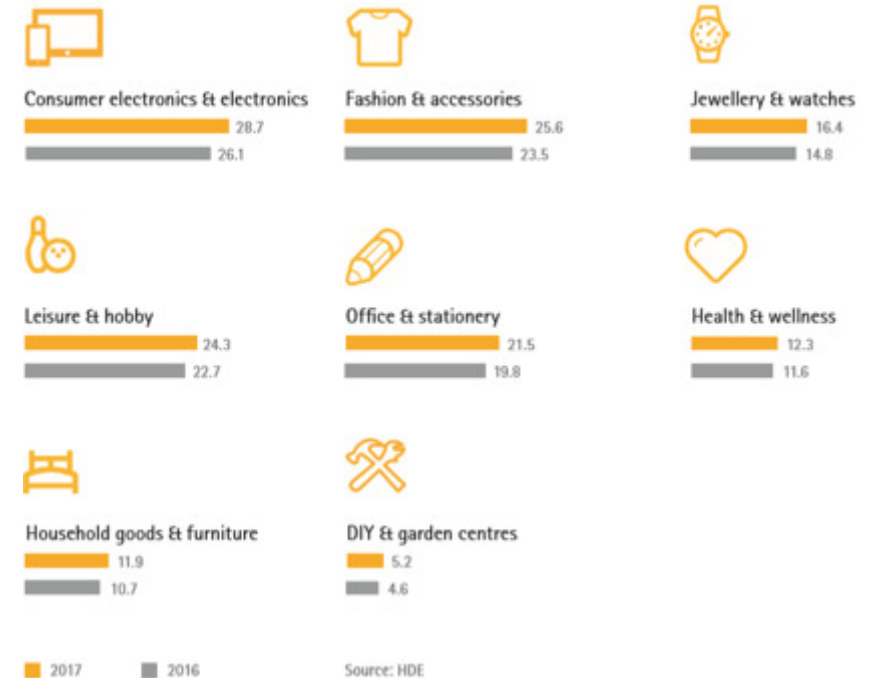 Consumer electronics & electronics
28.7
26.1
Fashion & accessories
25.6
23.5
Jewellery & watches
16.4
14.8
Leisure & hobby
24.3
22.7
Office & stationery
21.5
19.8
Health & wellness
12.3
11.6
Household goods & furniture
11.9
10.7
DIY & garden centres
5.2
4.6
2017
2016
Source: HDE